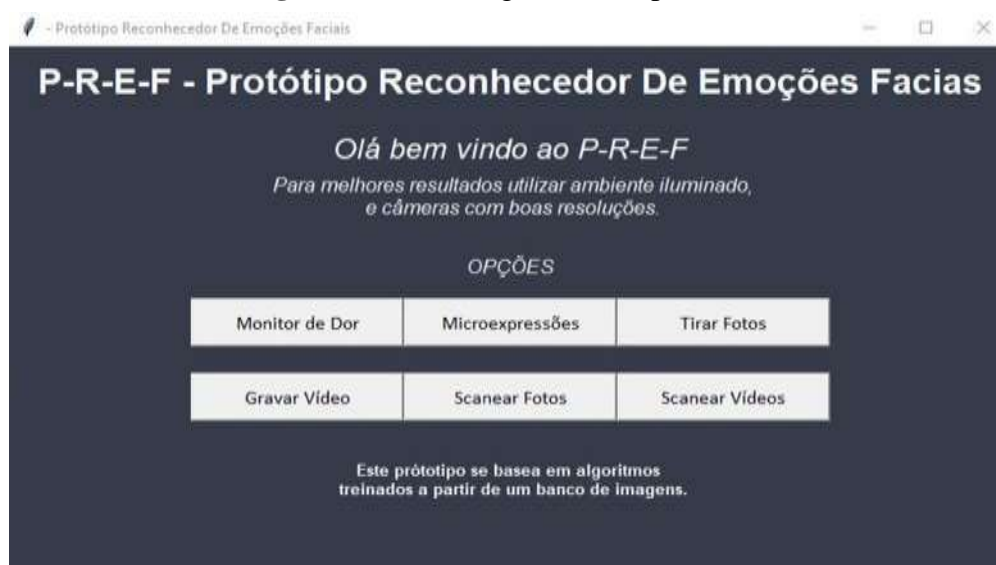 - Protótipo Reconhecedor De Emoções Faciais
P-R-E-F - Protótipo Reconhecedor De Emoções Facias
Olá bem vindo ao P-R-E-F
Para melhores resultados utilizar ambiente iluminado,
e câmeras com boas resoluções.
OPÇÕES
Monitor de Dor Microexpressões Tirar Fotos
Gravar Vídeo Scanear Fotos Scanear Vídeos
Este prótotipo se basea em algoritmos
treinados a partir de um banco de imagens.